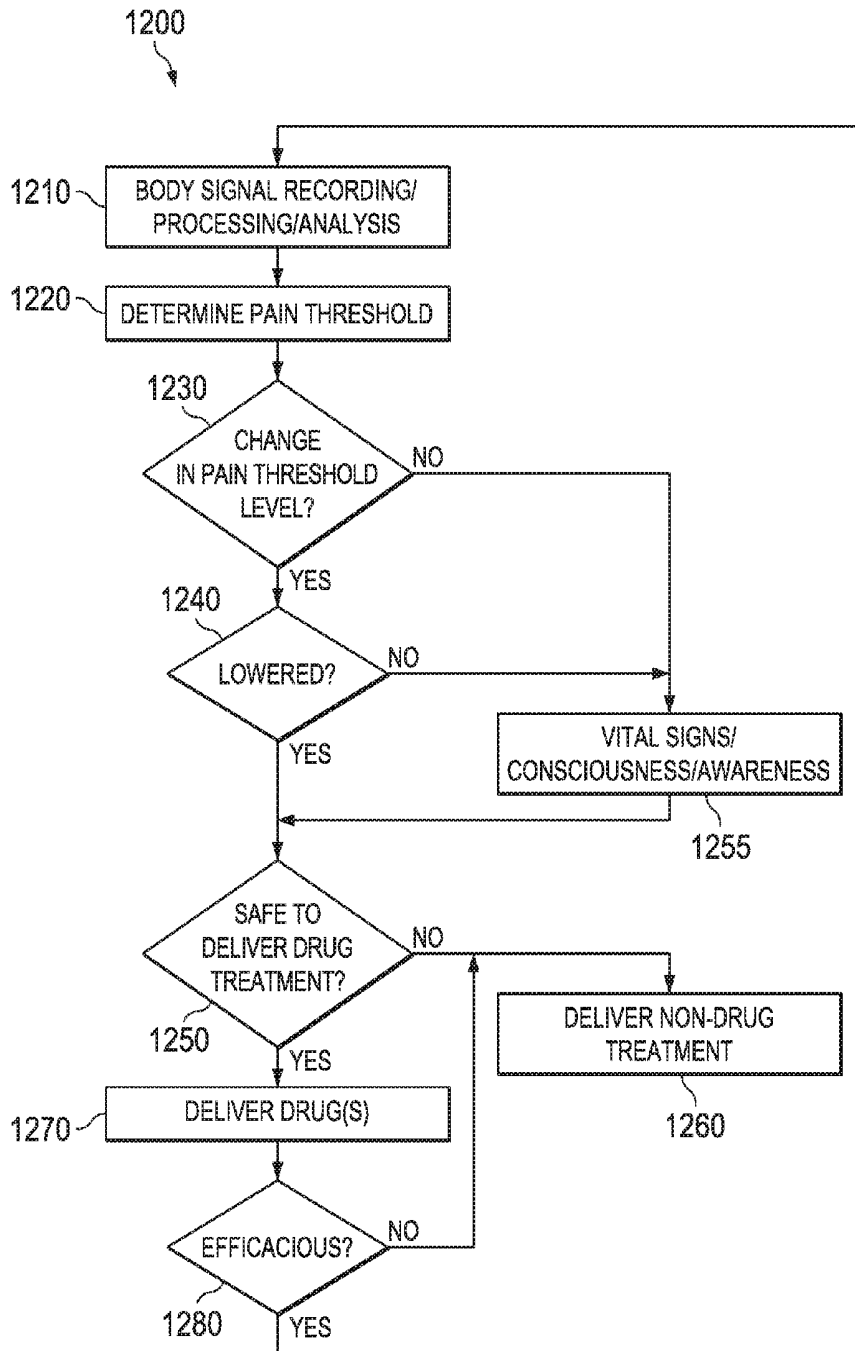 1200
1210
BODY SIGNAL RECORDING/
PROCESSING/ANALYSIS
1220
DETERMINE PAIN THRESHOLD
1230
CHANGE
IN PAIN THRESHOLD
LEVEL?
NO
YES
1240
LOWERED?
NO
YES
VITAL SIGNS/
CONSCIOUSNESS/AWARENESS
1255
SAFE TO
DELIVER DRUG
TREATMENT?
NO
1250
YES
DELIVER NON-DRUG
TREATMENT
1260
1270
DELIVER DRUG(S)
EFFICACIOUS?
NO
1280
YES